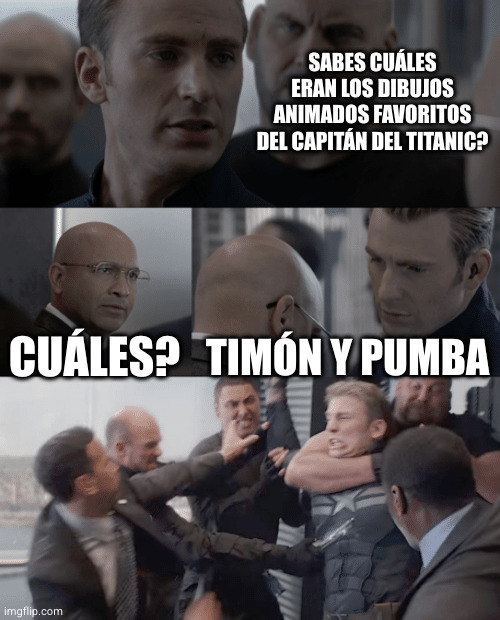 SABES CUÁLES
ERAN LOS DIBUJOS
ANIMADOS FAVORITOS
DEL CAPITÁN DEL TITANIC?
CUÁLES?
TIMÓN Y PUMBA
imgflip.com